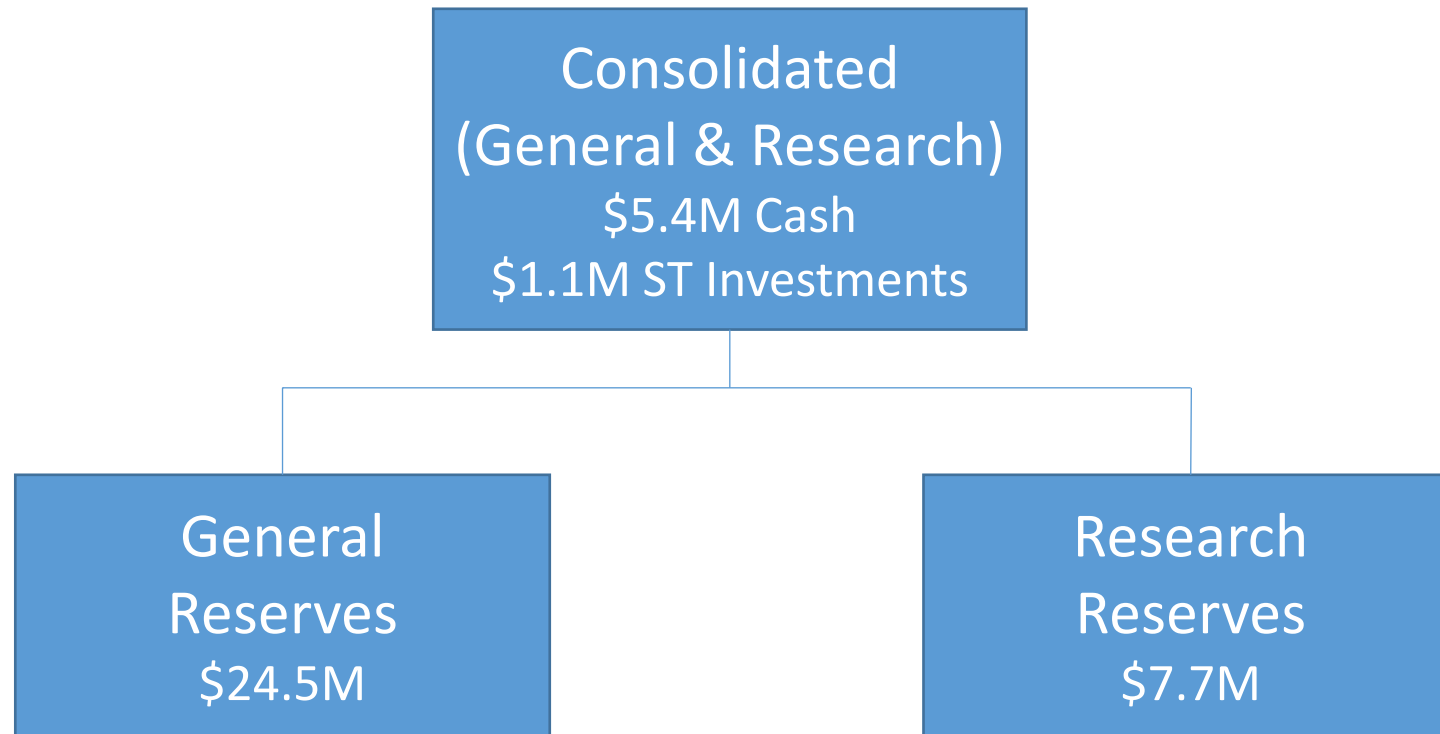 Consolidated
(General & Research)
$5.4M Cash
$1.1M ST Investments
General
Reserves
$24.5M
Research
Reserves
$7.7M